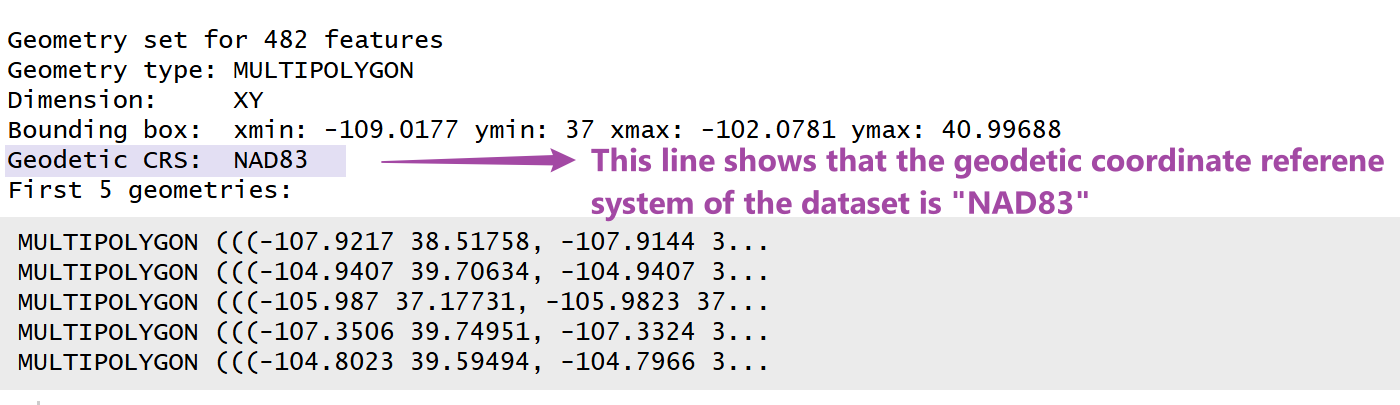 Geometry set for 482 features
Geometry type: MULTIPOLYGON
Dimension:     XY
Bounding box:  xmin: -109.0177 ymin: 37 xmax: -102.0781 ymax: 40.99688
Geodetic CRS:  NAD83
This line shows that the geodetic coordinate referene
system of the dataset is "NAD83"
First 5 geometries:
MULTIPOLYGON (((-107.9217 38.51758, -107.9144 3...
MULTIPOLYGON (((-104.9407 39.70634, -104.9407 3...
MULTIPOLYGON (((-105.987 37.17731, -105.9823 37...
MULTIPOLYGON (((-107.3506 39.74951, -107.3324 3...
MULTIPOLYGON (((-104.8023 39.59494, -104.7966 3...